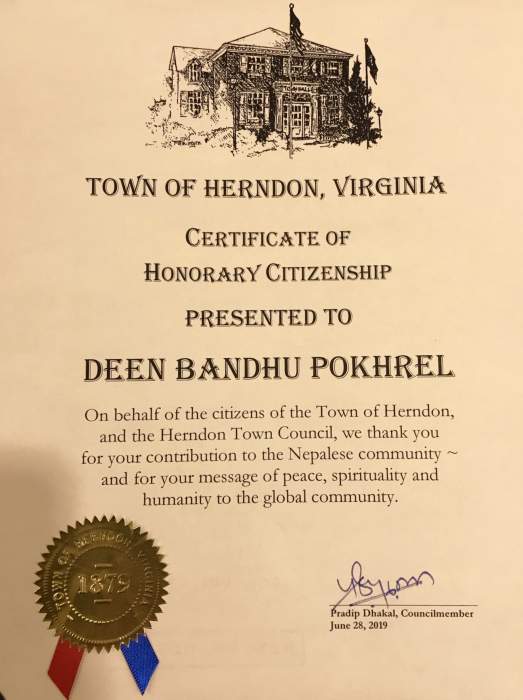 TOWN OF HERNDON, VIRGINIA
CERTIFICATE OF
HONORARY CITIZENSHIP
PRESENTED TO
DEEN BANDHU POKHREL
On behalf of the citizens of the Town of Herndon,
and the Herndon Town Council, we thank you
for your contribution to the Nepalese community ~
and for your message of peace, spirituality and
humanity to the global community.
TOWN OF HERNDON, VIRGINIA
1879
Pradip Dhakal, Councilmember
June 28, 2019